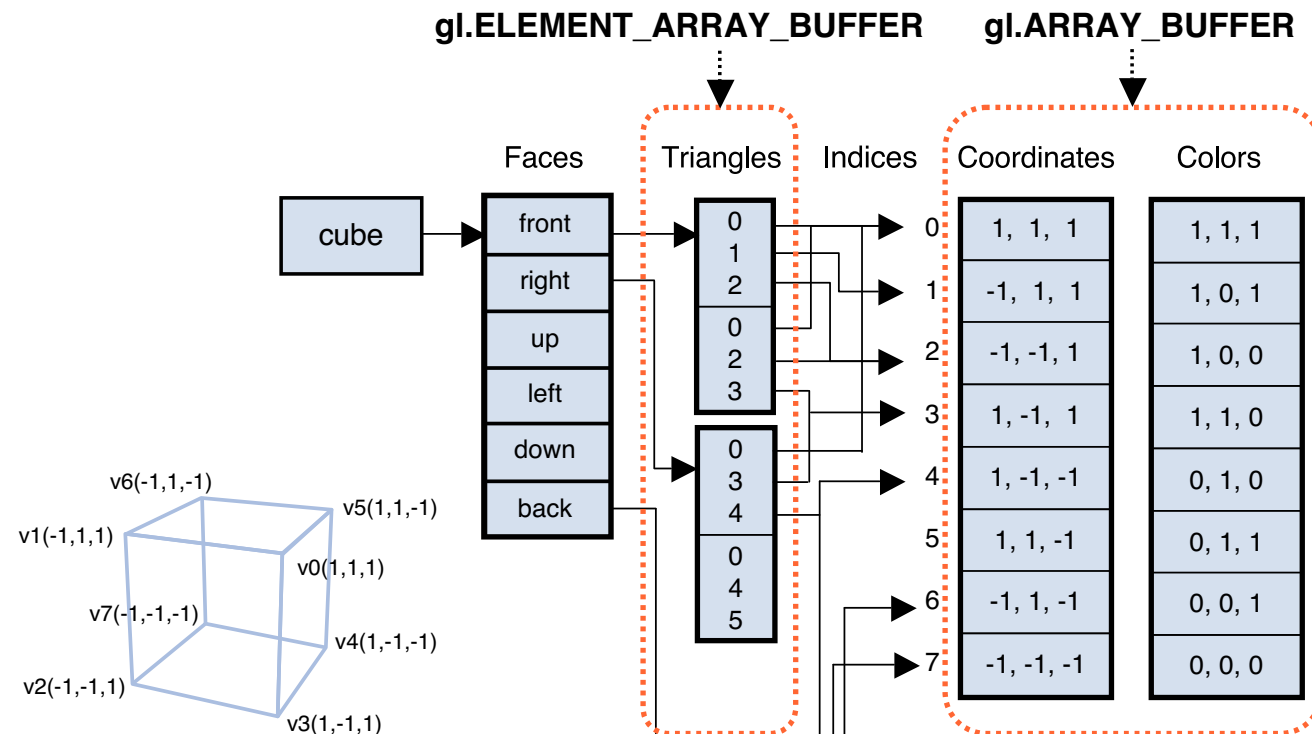 gl.ELEMENT_ARRAY_BUFFER gl.ARRAY_BUFFER
Faces Triangles Indices Coordinates Colors
cube
front
right
up
left
down
back
0
1
2
0
2
3
0
3
4
0
4
5
0
1
2
3
4
5
6
7
1, 1, 1
-1, 1, 1
-1, -1, 1
1, -1, 1
1, -1, -1
1, 1, -1
-1, 1, -1
-1, -1, -1
1, 1, 1
1, 0, 1
1, 0, 0
1, 1, 0
0, 1, 0
0, 1, 1
0, 0, 1
0, 0, 0
v6(-1,1,-1)
v5(1,1,-1)
v1(-1,1,1)
v0(1,1,1)
v7(-1,-1,-1)
v4(1,-1,-1)
v2(-1,-1,1)
v3(1,-1,1)